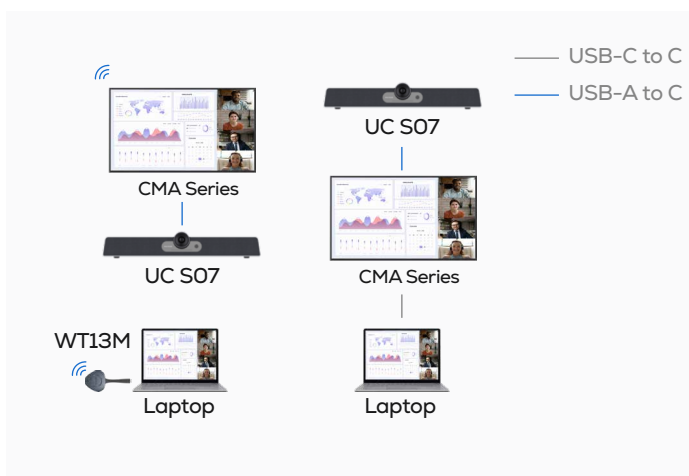 USB-C to C
USB-A to C
CMA Series
UC S07
WT13M
Laptop
UC S07
CMA Series
Laptop